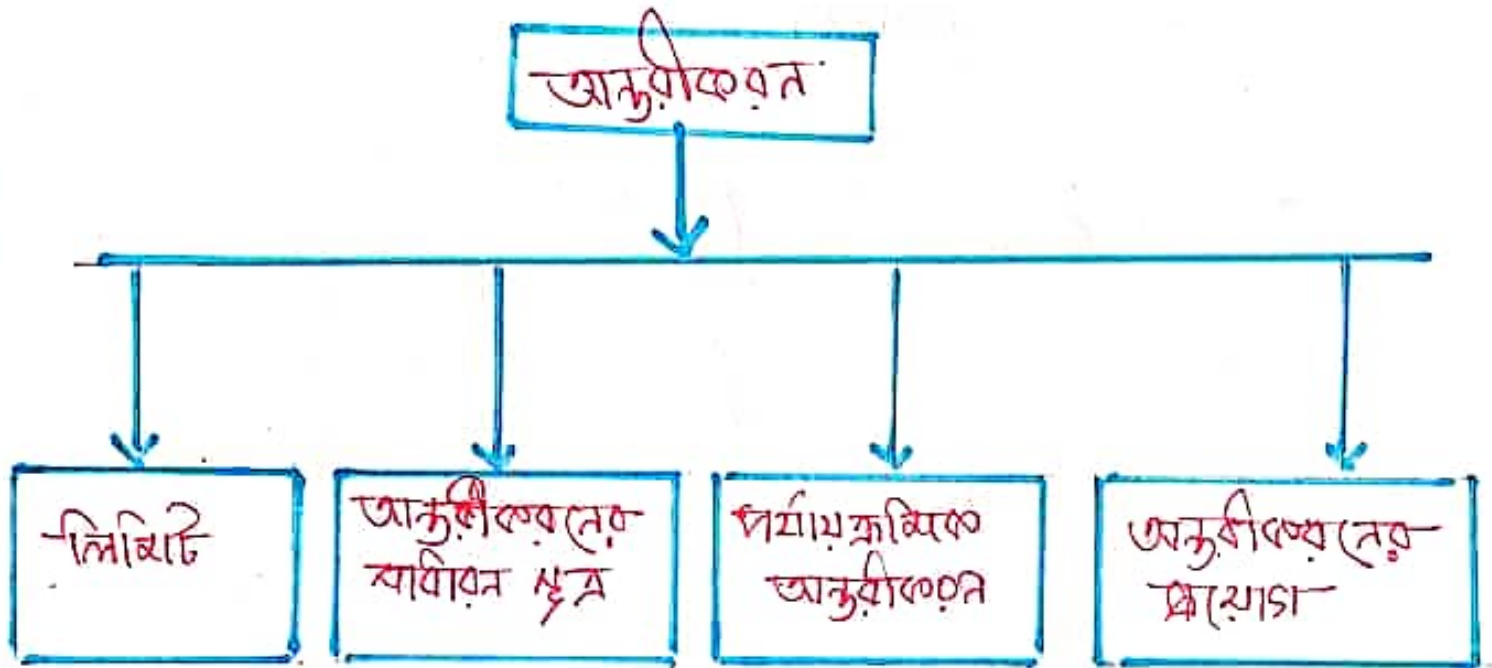 অন্তরীকরন
লিমিট
অন্তরীকরনের
সাধারন সূত্র
পর্যায়ক্রমিক
অন্তরীকরন
অন্তরীকরনের
প্রয়োগ